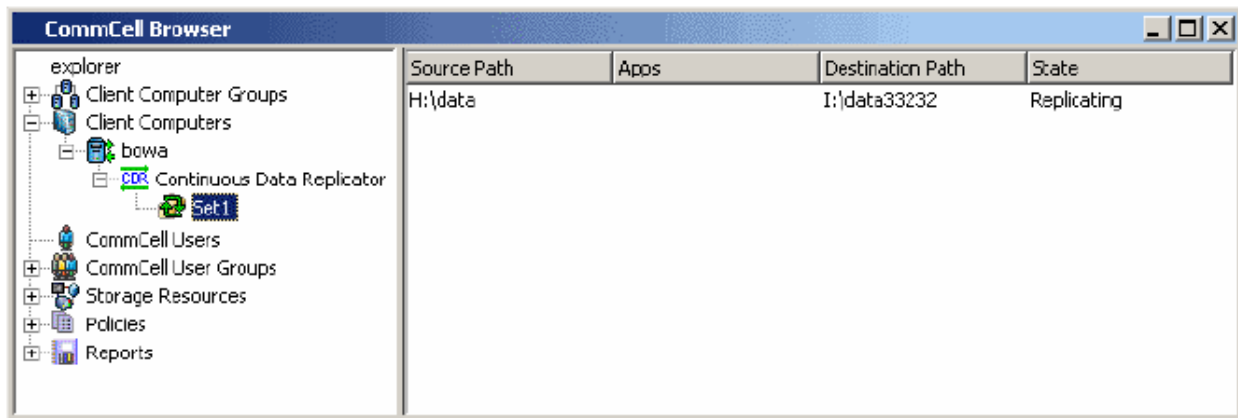 CommCell Browser
explorer
Client Computer Groups
Client Computers
bowa
CDR Continuous Data Replicator
Set1
CommCell Users
CommCell User Groups
Storage Resources
Policies
Reports
Source Path Apps Destination Path State
H:\data I:\data33232 Replicating